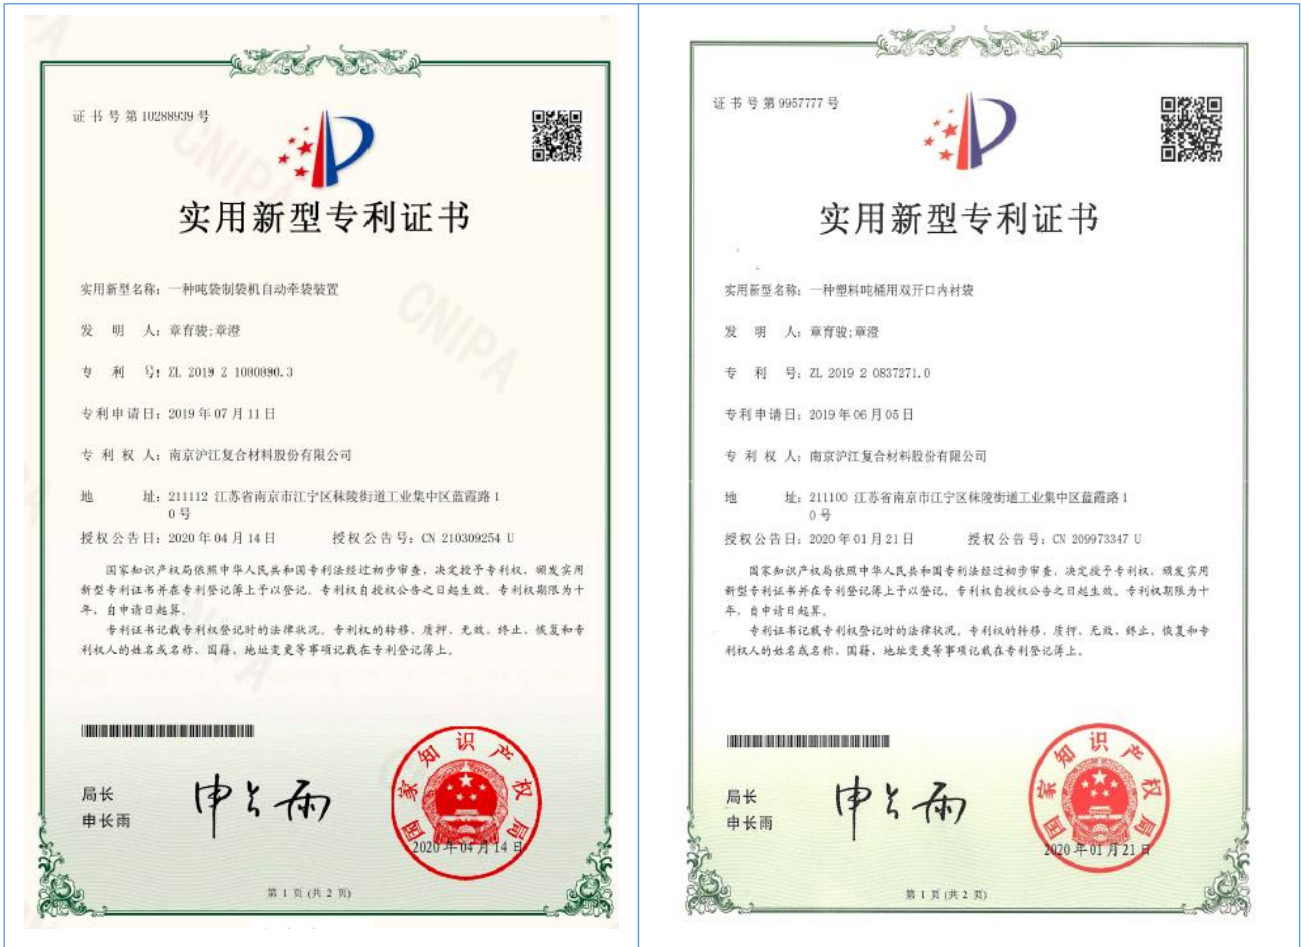 证书号第10288939号
实用新型专利证书
实用新型名称：一种吨袋制袋机自动牵袋装置
发明人：章育骏;章澄
专利号：ZL 2019 2 1080890.3
专利申请日：2019年07月11日
专利权人：南京沪江复合材料股份有限公司
地址：211112 江苏省南京市江宁区秣陵街道工业集中区蓝霞路1
0号
授权公告日：2020年04月14日 授权公告号：CN 210309254 U
国家知识产权局依照中华人民共和国专利法经过初步审查，决定授予专利权，颁发实用
新型专利证书并在专利登记簿上予以登记。专利权自授权公告之日起生效。专利权期限为十
年，自申请日起算。
专利证书记载专利权登记时的法律状况。专利权的转移、质押、无效、终止、恢复和专
利权人的姓名或名称、国籍、地址变更等事项记载在专利登记簿上。
局长
申长雨
申长雨
国家知识产权局
2020年04月14日
第 1 页 (共 2 页)
CNIPA
CNIPA
CNIPA
证书号第9957777号
实用新型专利证书
实用新型名称：一种塑料吨桶用双开口内衬袋
发明人：章育骏;章澄
专利号：ZL 2019 2 0837271.0
专利申请日：2019年06月05日
专利权人：南京沪江复合材料股份有限公司
地址：211100 江苏省南京市江宁区秣陵街道工业集中区蓝霞路1
0号
授权公告日：2020年01月21日 授权公告号：CN 209973347 U
国家知识产权局依照中华人民共和国专利法经过初步审查，决定授予专利权，颁发实用
新型专利证书并在专利登记簿上予以登记。专利权自授权公告之日起生效。专利权期限为十
年，自申请日起算。
专利证书记载专利权登记时的法律状况。专利权的转移、质押、无效、终止、恢复和专
利权人的姓名或名称、国籍、地址变更等事项记载在专利登记簿上。
局长
申长雨
申长雨
国家知识产权局
2020年01月21日
第 1 页 (共 2 页)